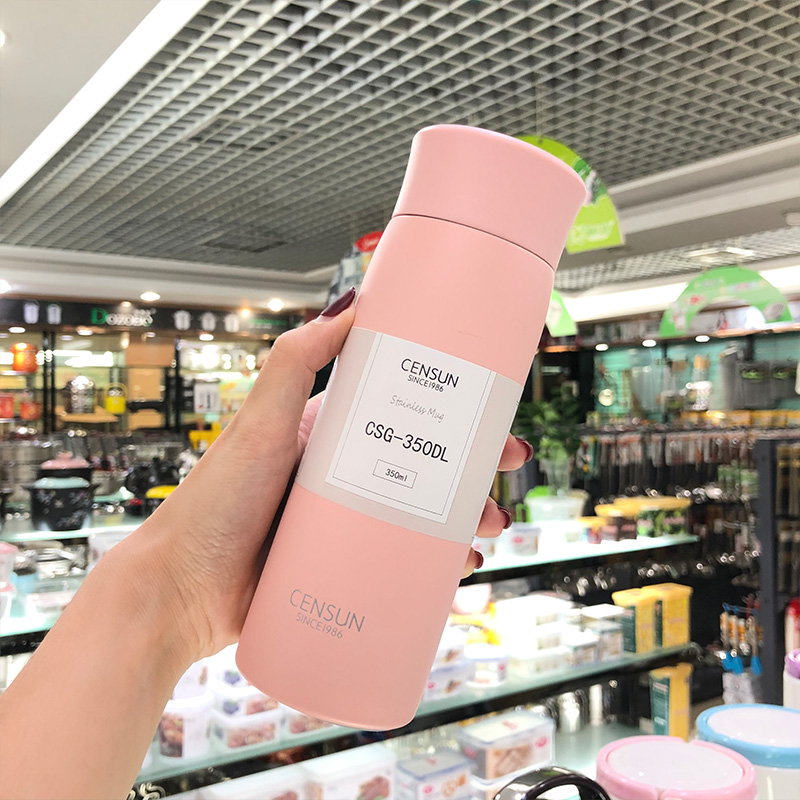 CENSUN
SINCE1986
Stainless Mug
CSG-350DL
350ml
CENSUN
SINCE1986